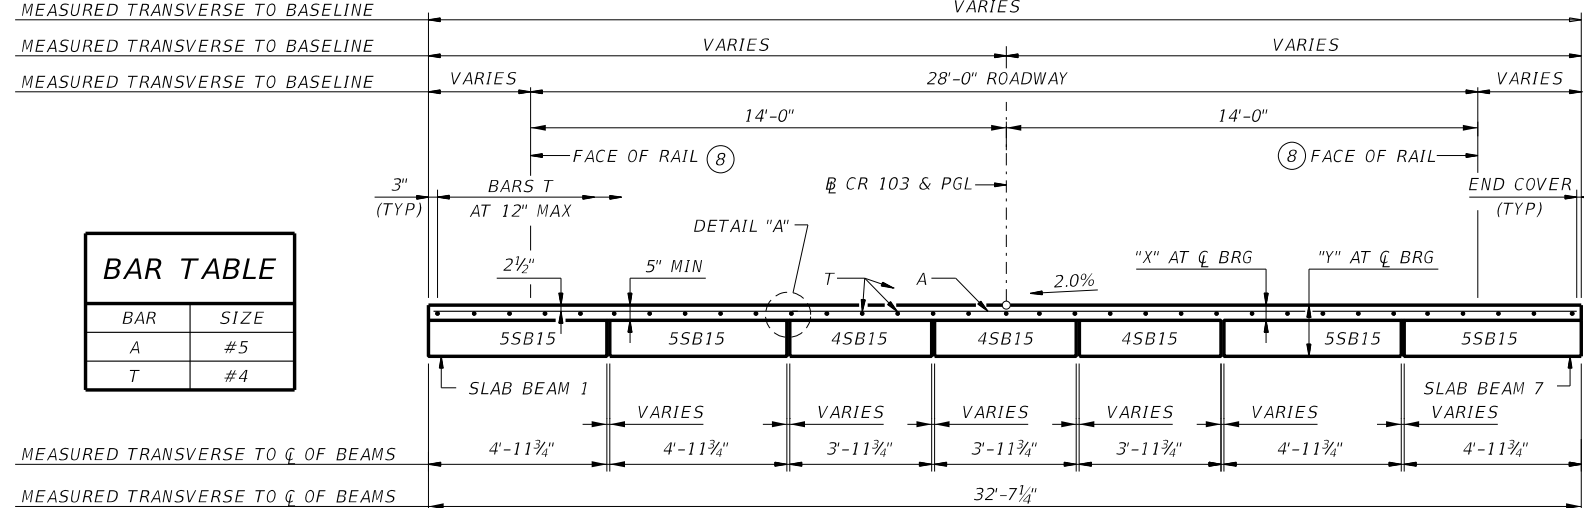 MEASURED TRANSVERSE TO BASELINE
VARIES
MEASURED TRANSVERSE TO BASELINE
VARIES
VARIES
MEASURED TRANSVERSE TO BASELINE
VARIES
28'-0" ROADWAY
VARIES
14'-0"
14'-0"
FACE OF RAIL 8
8 FACE OF RAIL
3"
(TYP)
BARS T
AT 12" MAX
℄ CR 103 & PGL
END COVER
(TYP)
DETAIL "A"
BAR TABLE
BAR SIZE
A #5
T #4
2½"
5" MIN
T
A
2.0%
"X" AT ℄ BRG
"Y" AT ℄ BRG
5SB15
5SB15
4SB15
4SB15
4SB15
5SB15
5SB15
SLAB BEAM 1
SLAB BEAM 7
VARIES
VARIES
VARIES
VARIES
VARIES
VARIES
MEASURED TRANSVERSE TO ℄ OF BEAMS
4'-11¾"
4'-11¾"
3'-11¾"
3'-11¾"
3'-11¾"
4'-11¾"
4'-11¾"
MEASURED TRANSVERSE TO ℄ OF BEAMS
32'-7¼"